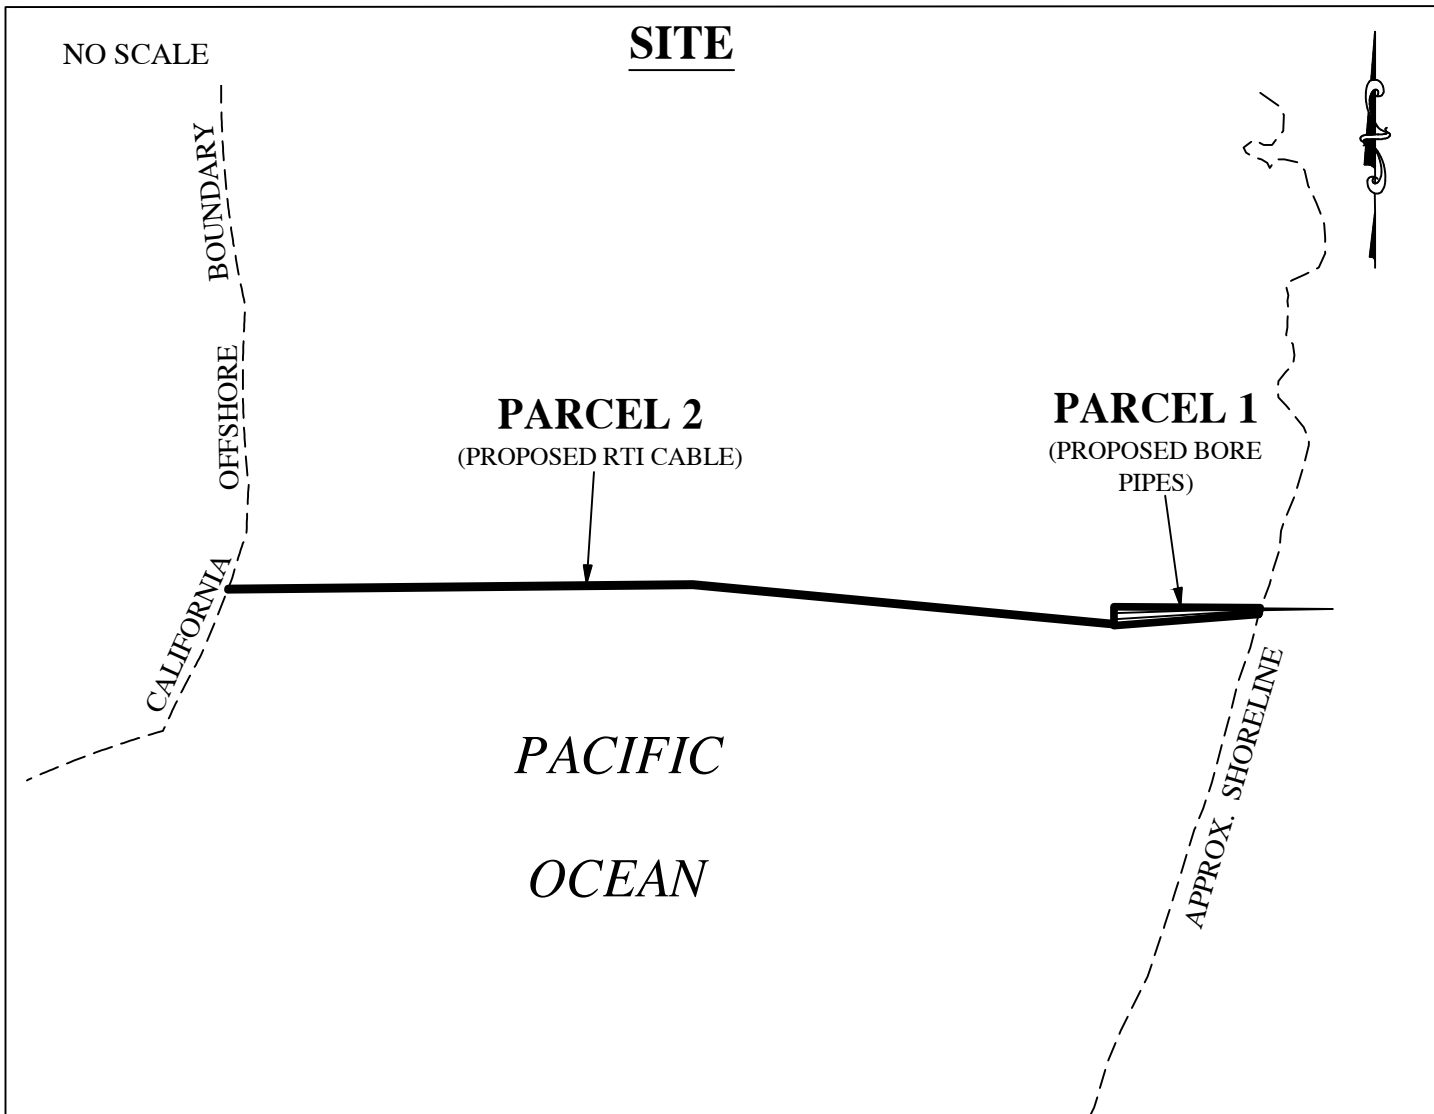 SITE
NO SCALE
BOUNDARY
OFFSHORE
CALIFORNIA
PARCEL 2
(PROPOSED RTI CABLE)
PARCEL 1
(PROPOSED BORE
PIPES)
PACIFIC
OCEAN
APPROX. SHORELINE